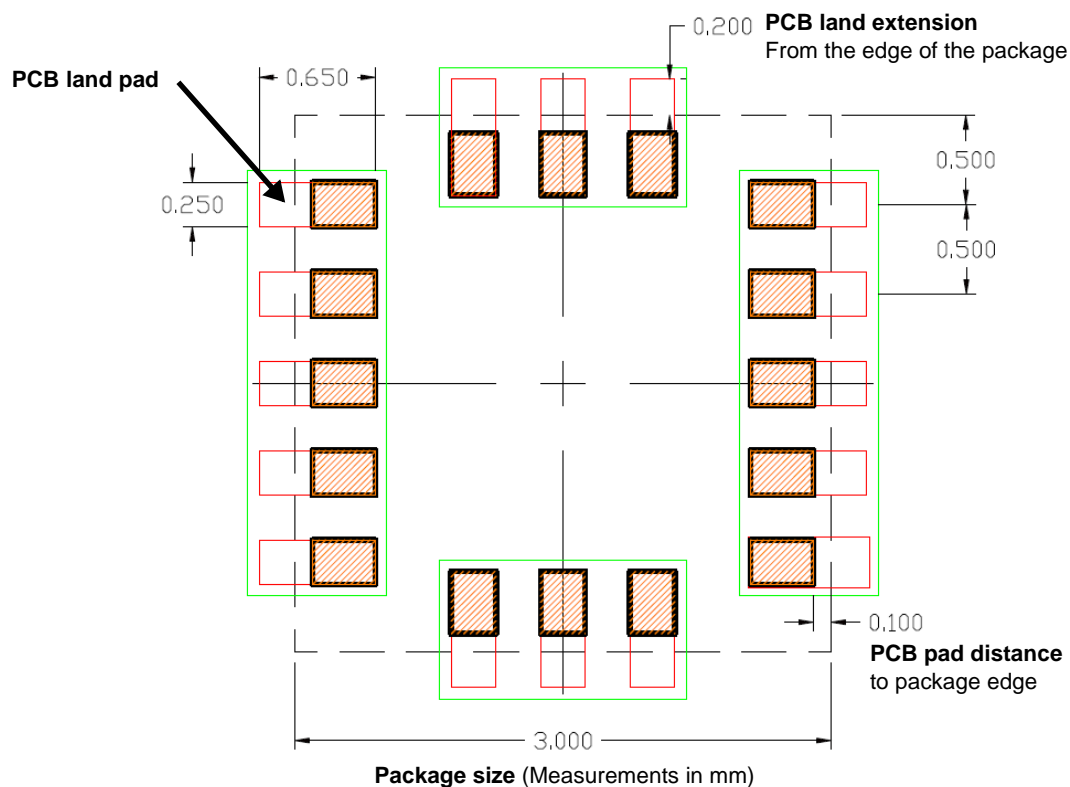 0.200
PCB land extension
From the edge of the package
PCB land pad
0.650
0.250
0.500
0.500
0.100
PCB pad distance
to package edge
3.000
Package size (Measurements in mm)